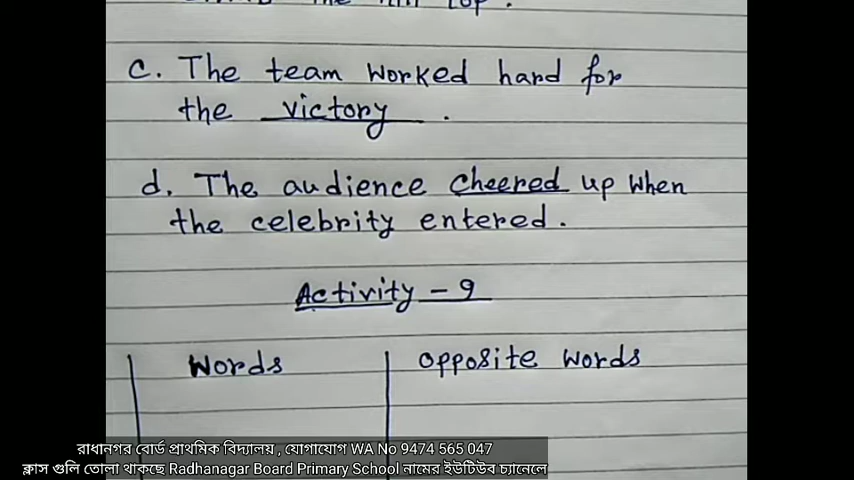 c. The team worked hard for
the victory .
d. The audience cheered up when
the celebrity entered.
Activity - 9
Words opposite words
রাধানগর বোর্ড প্রাথমিক বিদ্যালয় , যোগাযোগ WA No 9474 565 047
ক্লাস গুলি তোলা থাকছে Radhanagar Board Primary School নামের ইউটিউব চ্যানেলে